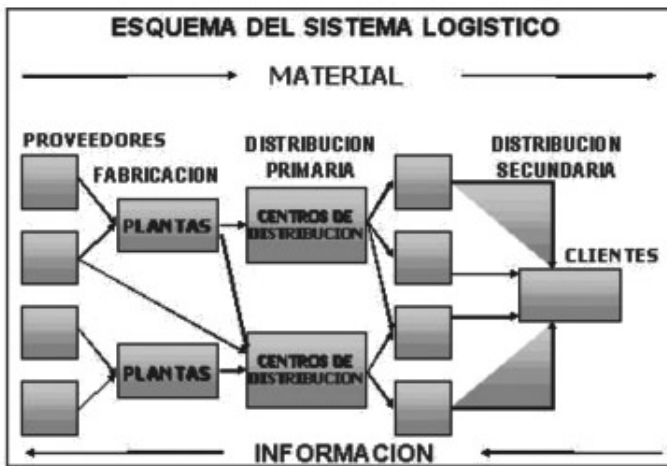 ESQUEMA DEL SISTEMA LOGISTICO
MATERIAL
PROVEEDORES
FABRICACION
DISTRIBUCION
PRIMARIA
DISTRIBUCION
SECUNDARIA
PLANTAS
CENTROS DE
DISTRIBUCION
CLIENTES
PLANTAS
CENTROS DE
DISTRIBUCION
INFORMACION